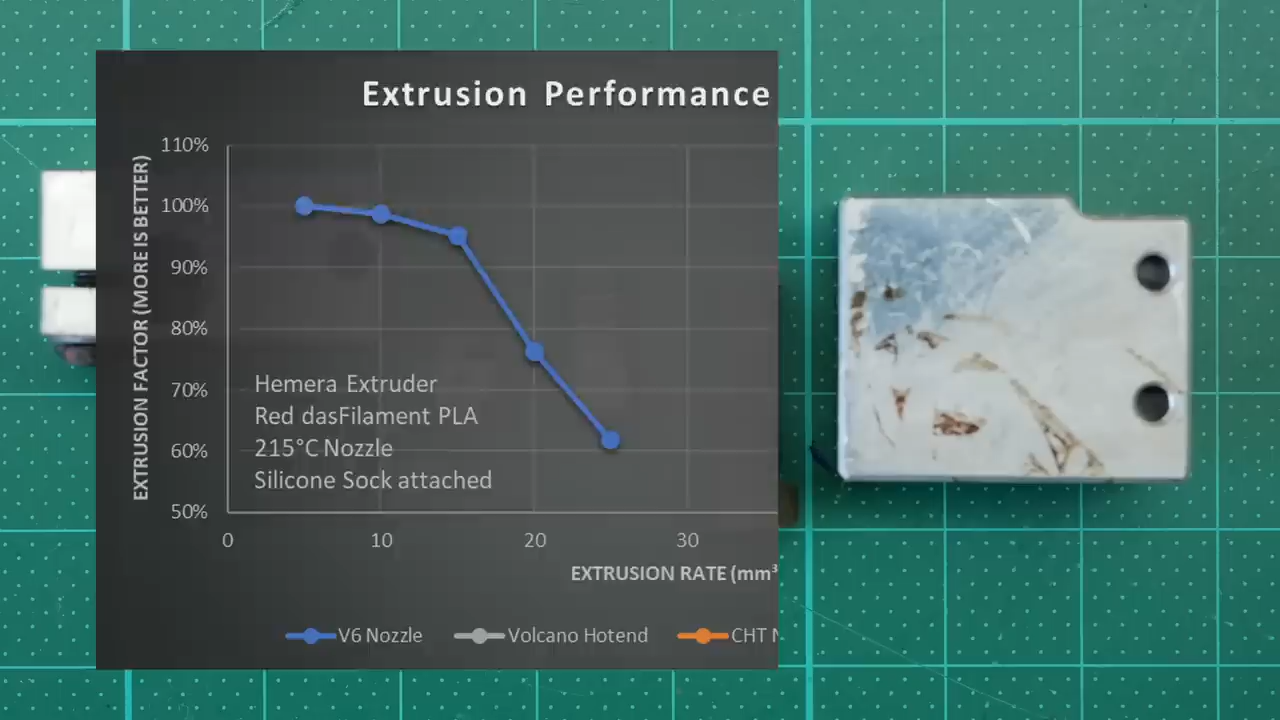 Extrusion Performance
EXTRUSION FACTOR (MORE IS BETTER)
110%
100%
90%
80%
70%
60%
50%
Hemera Extruder
Red dasFilament PLA
215°C Nozzle
Silicone Sock attached
0 10 20 30
EXTRUSION RATE (mm³
V6 Nozzle Volcano Hotend CHT N